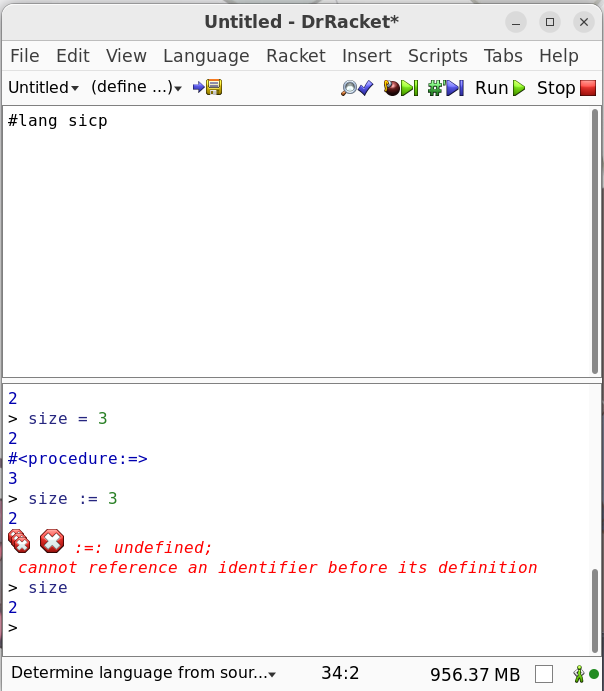 Untitled - DrRacket*
File Edit View Language Racket Insert Scripts Tabs Help
Untitled (define ...) Run Stop
#lang sicp
2
> size = 3
2
#<procedure:=>
3
> size := 3
2
:=: undefined;
cannot reference an identifier before its definition
> size
2
>
Determine language from sour... 34:2 956.37 MB